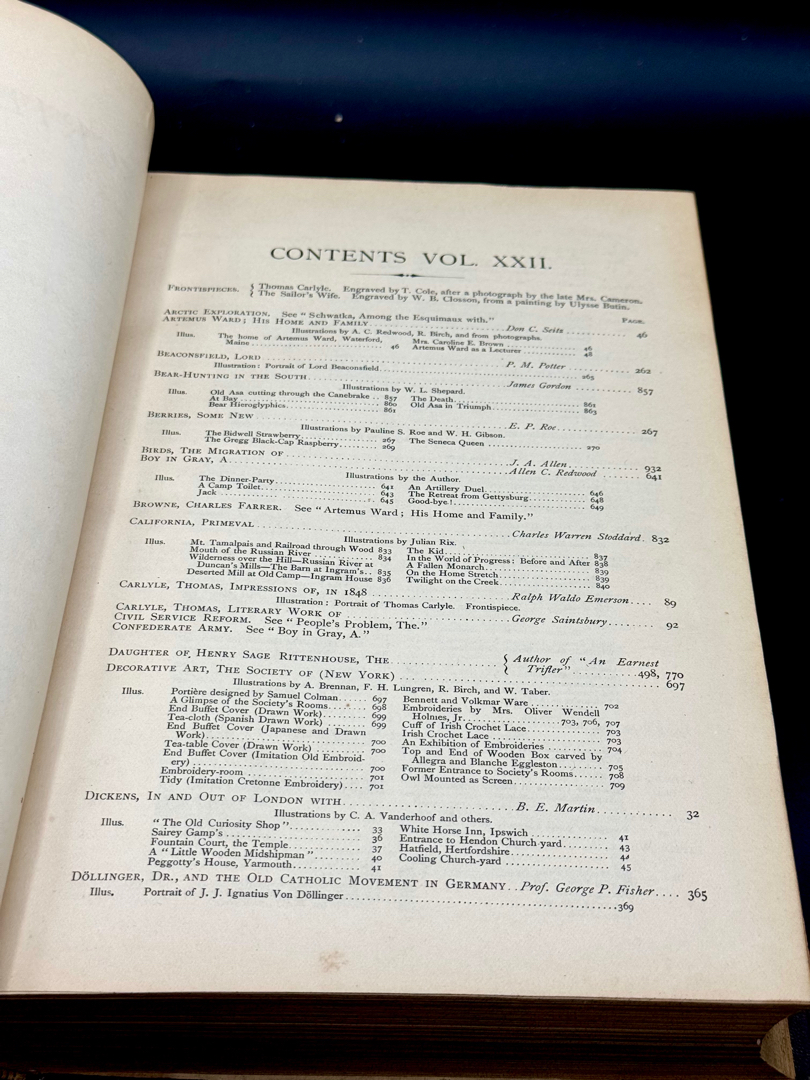 CONTENTS VOL. XXII.
FRONTISPIECES. { Thomas Carlyle. Engraved by T. Cole, after a photograph by the late Mrs. Cameron.
{ The Sailor's Wife. Engraved by W. B. Closson, from a painting by Ulysse Butin.
PAGE.
ARCTIC EXPLORATION. See "Schwatka, Among the Esquimaux with."
ARTEMUS WARD; HIS HOME AND FAMILY........Don C. Seitz........46
Illustrations by A. C. Redwood, R. Birch, and from photographs.
Illus. The home of Artemus Ward, Waterford, Maine........46
Mrs. Caroline E. Brown........46
Artemus Ward as a Lecturer........48
BEACONSFIELD, LORD........P. M. Potter........262
Illustration: Portrait of Lord Beaconsfield........265
BEAR-HUNTING IN THE SOUTH........James Gordon........857
Illustrations by W. L. Shepard.
Illus. Old Asa cutting through the Canebrake..857
At Bay........860
Bear Hieroglyphics........861
The Death........861
Old Asa in Triumph........863
BERRIES, SOME NEW........E. P. Roe........267
Illustrations by Pauline S. Roe and W. H. Gibson.
Illus. The Bidwell Strawberry........267
The Gregg Black-Cap Raspberry........269
The Seneca Queen........270
BIRDS, THE MIGRATION OF........J. A. Allen........932
BOY IN GRAY, A........Allen C. Redwood........641
Illustrations by the Author.
Illus. The Dinner-Party........641
A Camp Toilet........643
Jack........645
An Artillery Duel........646
The Retreat from Gettysburg........648
Good-bye!........649
BROWNE, CHARLES FARRER. See "Artemus Ward; His Home and Family."
CALIFORNIA, PRIMEVAL........Charles Warren Stoddard. 832
Illustrations by Julian Rix.
Illus. Mt. Tamalpais and Railroad through Wood 833
Mouth of the Russian River........834
Wilderness over the Hill—Russian River at
Duncan's Mills—The Barn at Ingram's..835
Deserted Mill at Old Camp—Ingram House 836
The Kid........837
In the World of Progress: Before and After 838
A Fallen Monarch........839
On the Home Stretch........839
Twilight on the Creek........840
CARLYLE, THOMAS, IMPRESSIONS OF, IN 1848........Ralph Waldo Emerson....89
Illustration: Portrait of Thomas Carlyle. Frontispiece.
CARLYLE, THOMAS, LITERARY WORK OF........George Saintsbury........92
CIVIL SERVICE REFORM. See "People's Problem, The."
CONFEDERATE ARMY. See "Boy in Gray, A."
DAUGHTER OF HENRY SAGE RITTENHOUSE, THE........{ Author of "An Earnest
{ Trifler"........498, 770
DECORATIVE ART, THE SOCIETY OF (NEW YORK)........697
Illustrations by A. Brennan, F. H. Lungren, R. Birch, and W. Taber.
Illus. Portière designed by Samuel Colman......697
A Glimpse of the Society's Rooms........698
End Buffet Cover (Drawn Work)........699
Tea-cloth (Spanish Drawn Work)........699
End Buffet Cover (Japanese and Drawn
Work)........700
Tea-table Cover (Drawn Work)........700
End Buffet Cover (Imitation Old Embroid-
ery)........700
Embroidery-room........701
Tidy (Imitation Cretonne Embroidery)....701
Bennett and Volkmar Ware........702
Embroideries by Mrs. Oliver Wendell
Holmes, Jr........703, 706, 707
Cuff of Irish Crochet Lace........703
Irish Crochet Lace........703
An Exhibition of Embroideries........704
Top and End of Wooden Box carved by
Allegra and Blanche Eggleston........705
Former Entrance to Society's Rooms......708
Owl Mounted as Screen........709
DICKENS, IN AND OUT OF LONDON WITH........B. E. Martin........32
Illustrations by C. A. Vanderhoof and others.
Illus. "The Old Curiosity Shop"........33
Sairey Gamp's........36
Fountain Court, the Temple........37
A "Little Wooden Midshipman"........40
Peggotty's House, Yarmouth........41
White Horse Inn, Ipswich........41
Entrance to Hendon Church-yard........43
Hatfield, Hertfordshire........44
Cooling Church-yard........45
DÖLLINGER, DR., AND THE OLD CATHOLIC MOVEMENT IN GERMANY..Prof. George P. Fisher....365
Illus. Portrait of J. J. Ignatius Von Döllinger........369